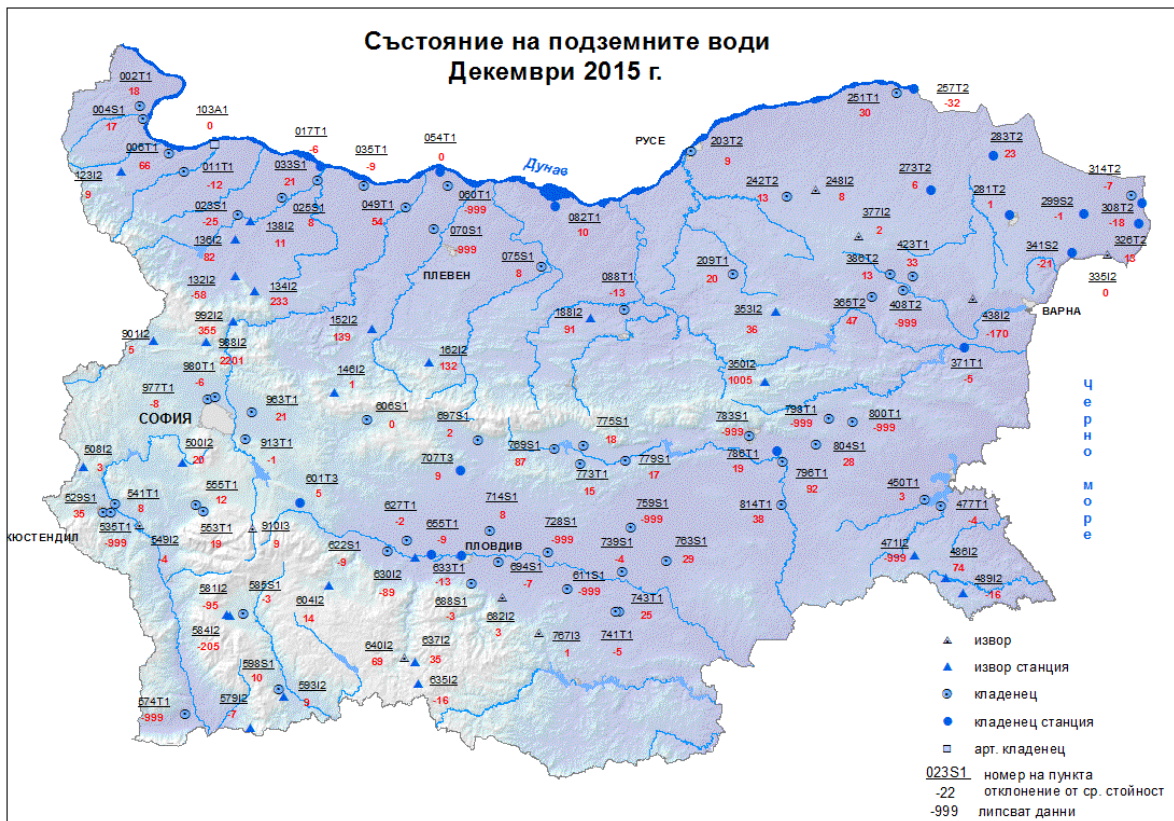 Състояние на подземните води
Декември 2015 г.
002T1
18
004S1
17
103A1
0
017T1
-6
035T1
-9
054T1
0
Дунав
РУСЕ
203T2
9
251T1
30
257T2
-32
283T2
23
273T2
6
314T2
-7
006T1
66
123I2
9
011T1
-12
033S1
21
028S1
-25
025S1
8
049T1
54
060T1
-999
070S1
-999
082T1
10
242T2
13
248I2
8
281T2
1
299S2
-1
308T2
-18
377I2
2
136I2
82
138I2
11
ПЛЕВЕН
075S1
8
209T1
20
386T2
13
423T1
33
341S2
-21
326T2
13
335I2
0
132I2
-58
134I2
233
088T1
-13
188I2
91
353I2
36
365T2
47
408T2
-999
438I2
-170
ВАРНА
992I2
355
901I2
5
988I2
2201
152I2
139
162I2
132
146I2
1
350I2
1005
371T1
-5
980T1
-6
977T1
-8
СОФИЯ
963T1
21
606S1
0
697S1
2
783S1
-999
798T1
-999
800T1
-999
Черно море
913T1
-1
508I2
3
500I2
20
707T3
9
769S1
87
775S1
18
773T1
15
779S1
17
786T1
19
796T1
92
804S1
28
529S1
35
541T1
8
555T1
12
601T3
5
627T1
-2
714S1
8
759S1
-999
814T1
38
450T1
3
477T1
-4
КЮСТЕНДИЛ
535T1
-999
549I2
-4
553T1
19
910I3
9
622S1
-9
655T1
-9
ПЛОВДИВ
728S1
-999
739S1
-4
763S1
29
471I2
-999
486I2
74
489I2
-16
581I2
-95
585S1
-3
604I2
14
630I2
-89
633T1
-13
694S1
-7
611S1
-999
688S1
-3
682I2
3
743T1
25
584I2
-205
640I2
69
637I2
35
767I3
1
741T1
-5
598S1
10
593I2
9
635I2
-16
574T1
-999
579I2
-7
извор
извор станция
кладенец
кладенец станция
арт. кладенец
023S1 номер на пункта
-22 отклонение от ср. стойност
-999 липсват данни